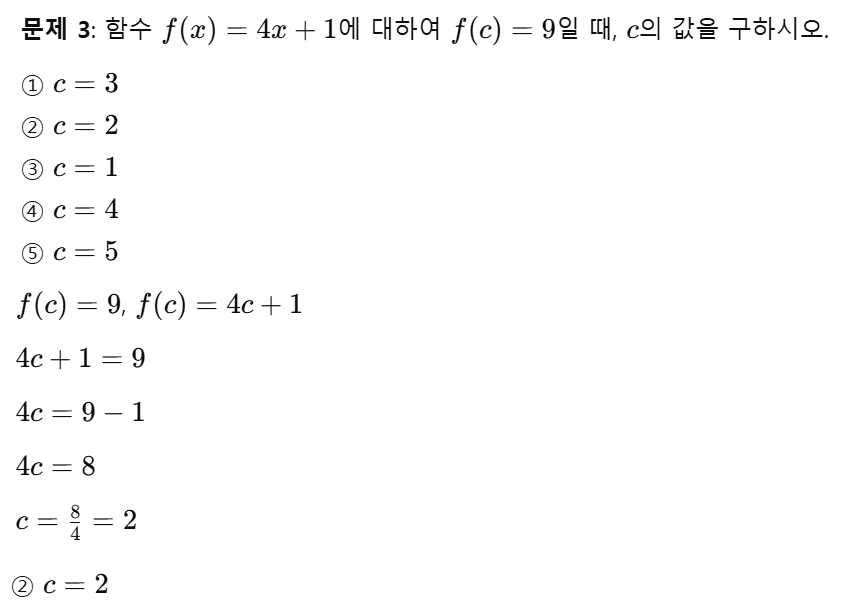 문제 3: 함수 f(x) = 4x + 1에 대하여 f(c) = 9일 때, c의 값을 구하시오.
① c = 3
② c = 2
③ c = 1
④ c = 4
⑤ c = 5
f(c) = 9, f(c) = 4c + 1
4c + 1 = 9
4c = 9 − 1
4c = 8
c = 8/4 = 2
② c = 2